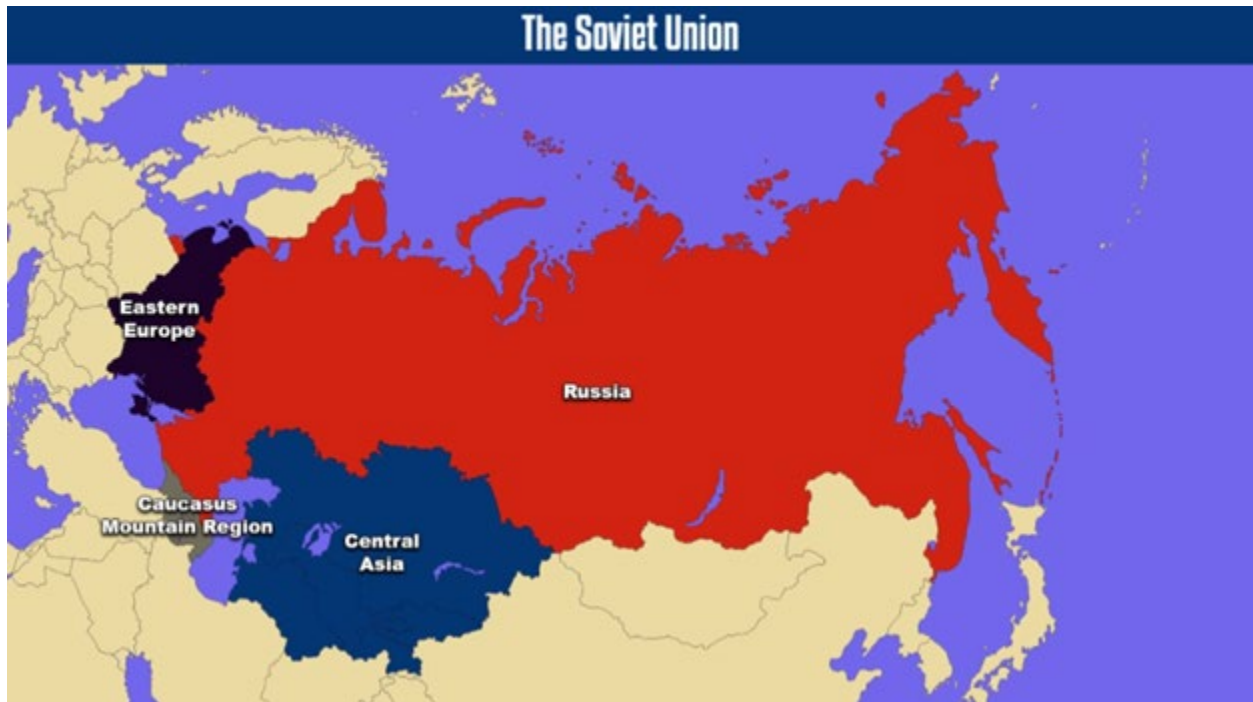 The Soviet Union
Eastern
Europe
Russia
Caucasus
Mountain Region
Central
Asia